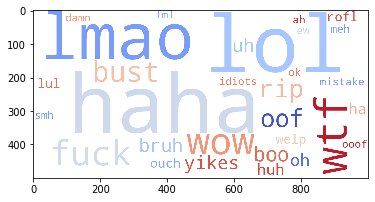 0
100
200
300
400
damn lml ah rofl
lmao lol ew meh
uh
bust ok
lul idiots mistake
haha rip
smh oof wtf ha
bruh wow welp ooof
fuck ouch yikes boo oh
huh
0 200 400 600 800